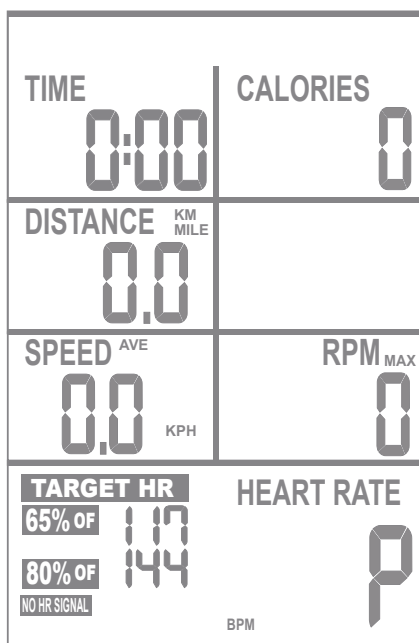 TIME
0:00
CALORIES
0
DISTANCE KM
MILE
0.0
SPEED AVE
0.0 KPH
RPM MAX
0
TARGET HR
65% OF 117
80% OF 144
NO HR SIGNAL
HEART RATE
P
BPM